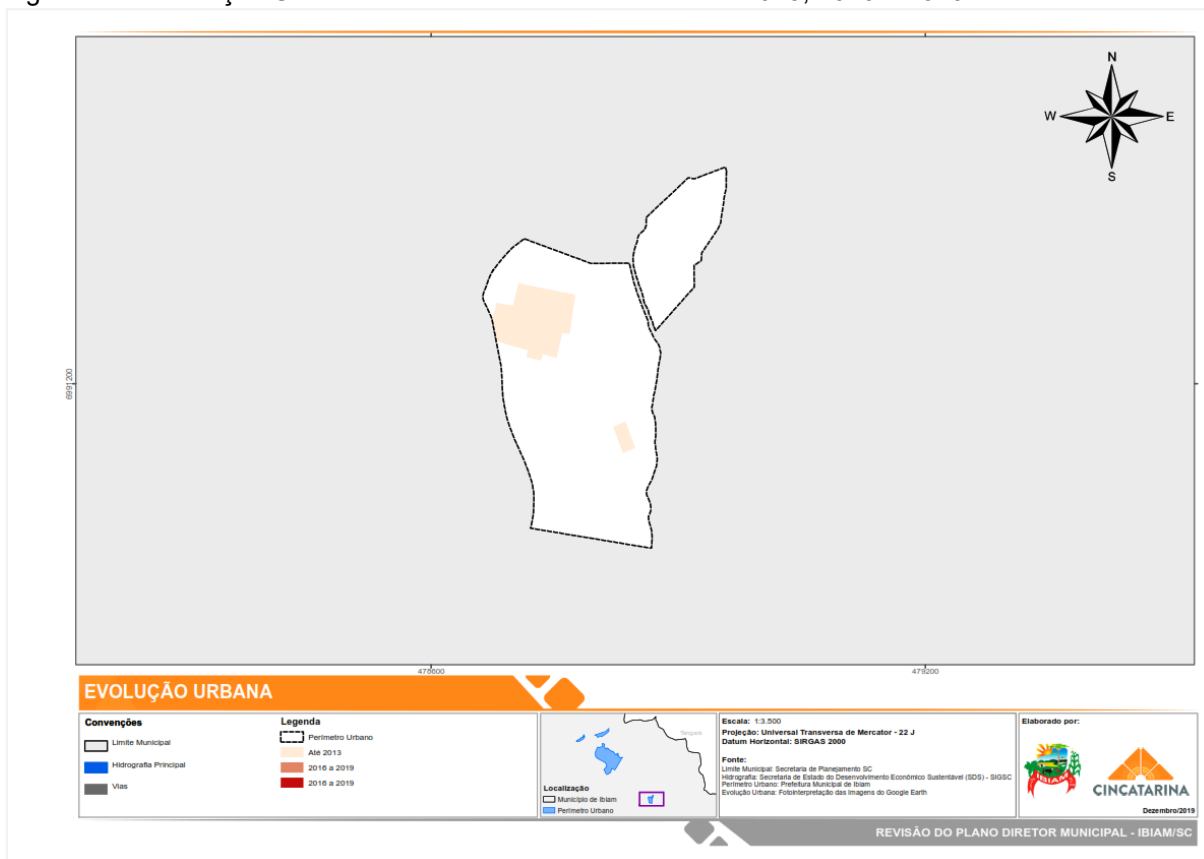 N
W
E
S
6991200
478600
479200
EVOLUÇÃO URBANA
Convenções
Limite Municipal
Hidrografia Principal
Vias
Legenda
Perímetro Urbano
Até 2013
2016 a 2019
2016 a 2019
Localização
Município de Ibiam
Perímetro Urbano
Escala: 1:3.500
Projeção: Universal Transversa de Mercator - 22 J
Datum Horizontal: SIRGAS 2000
Fonte:
Limite Municipal: Secretaria de Planejamento SC
Hidrografia: Secretaria de Estado do Desenvolvimento Econômico Sustentável (SDS) - SIGSC
Perímetro Urbano: Prefeitura Municipal de Ibiam
Evolução Urbana: Fotointerpretação das Imagens do Google Earth
Elaborado por:
IBIAM
CINCATARINA
Dezembro/2019
REVISÃO DO PLANO DIRETOR MUNICIPAL - IBIAM/SC